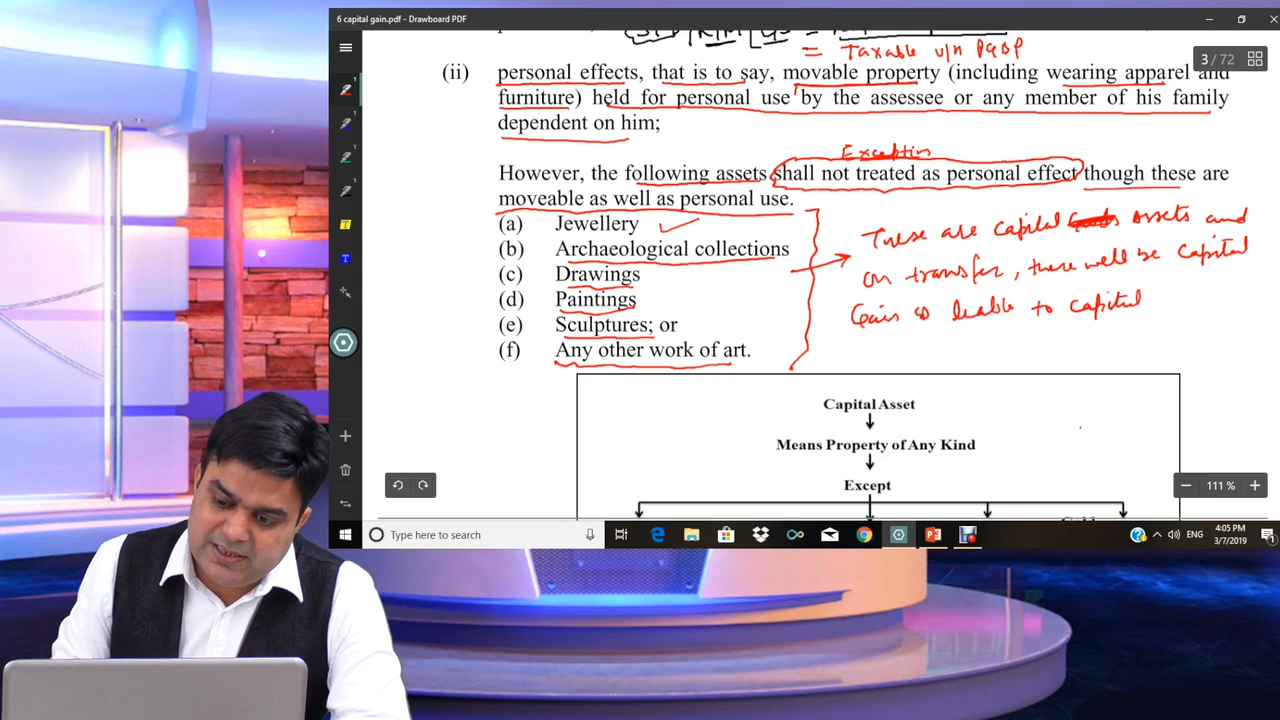 6 capital gain.pdf - Drawboard PDF
3 / 72
= Taxable u/h PGBP
(ii) personal effects, that is to say, movable property (including wearing apparel and
furniture) held for personal use by the assessee or any member of his family
dependent on him;
Exception
However, the following assets shall not treated as personal effect though these are
moveable as well as personal use.
(a) Jewellery
(b) Archaeological collections
(c) Drawings
(d) Paintings
(e) Sculptures; or
(f) Any other work of art.
These are capital Assets and
on transfer, there will be Capital
Gain so liable to capital
Capital Asset
Means Property of Any Kind
Except
111 %
Type here to search
ENG
4:05 PM
3/7/2019